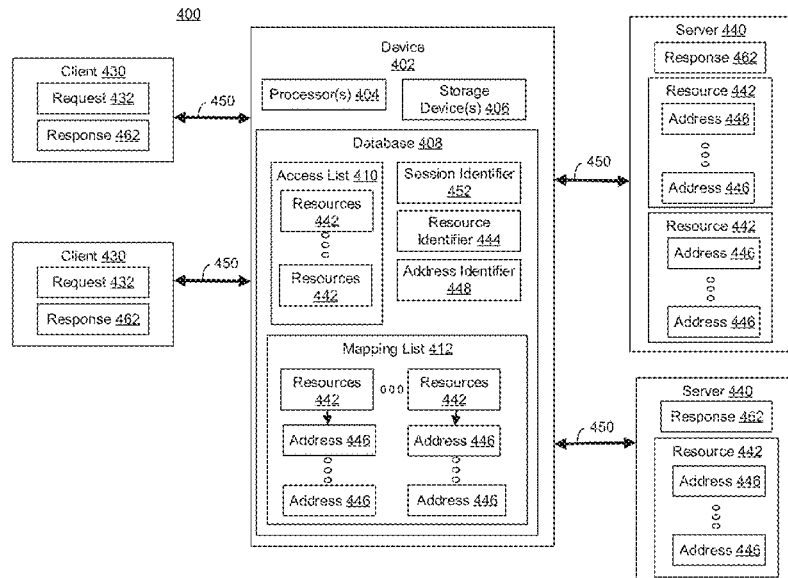 400
Client 430
Request 432
Response 462
450
Client 430
Request 432
Response 462
450
Device
402
Processor(s) 404
Storage
Device(s) 406
Database 408
Access List 410
Resources
442
Resources
442
Session Identifier
452
Resource
Identifier 444
Address Identifier
448
Mapping List 412
Resources
442
Resources
442
Address 446
Address 446
Address 446
Address 446
450
450
Server 440
Response 462
Resource 442
Address 446
Address 446
Resource 442
Address 446
Address 446
Server 440
Response 462
Resource 442
Address 446
Address 446